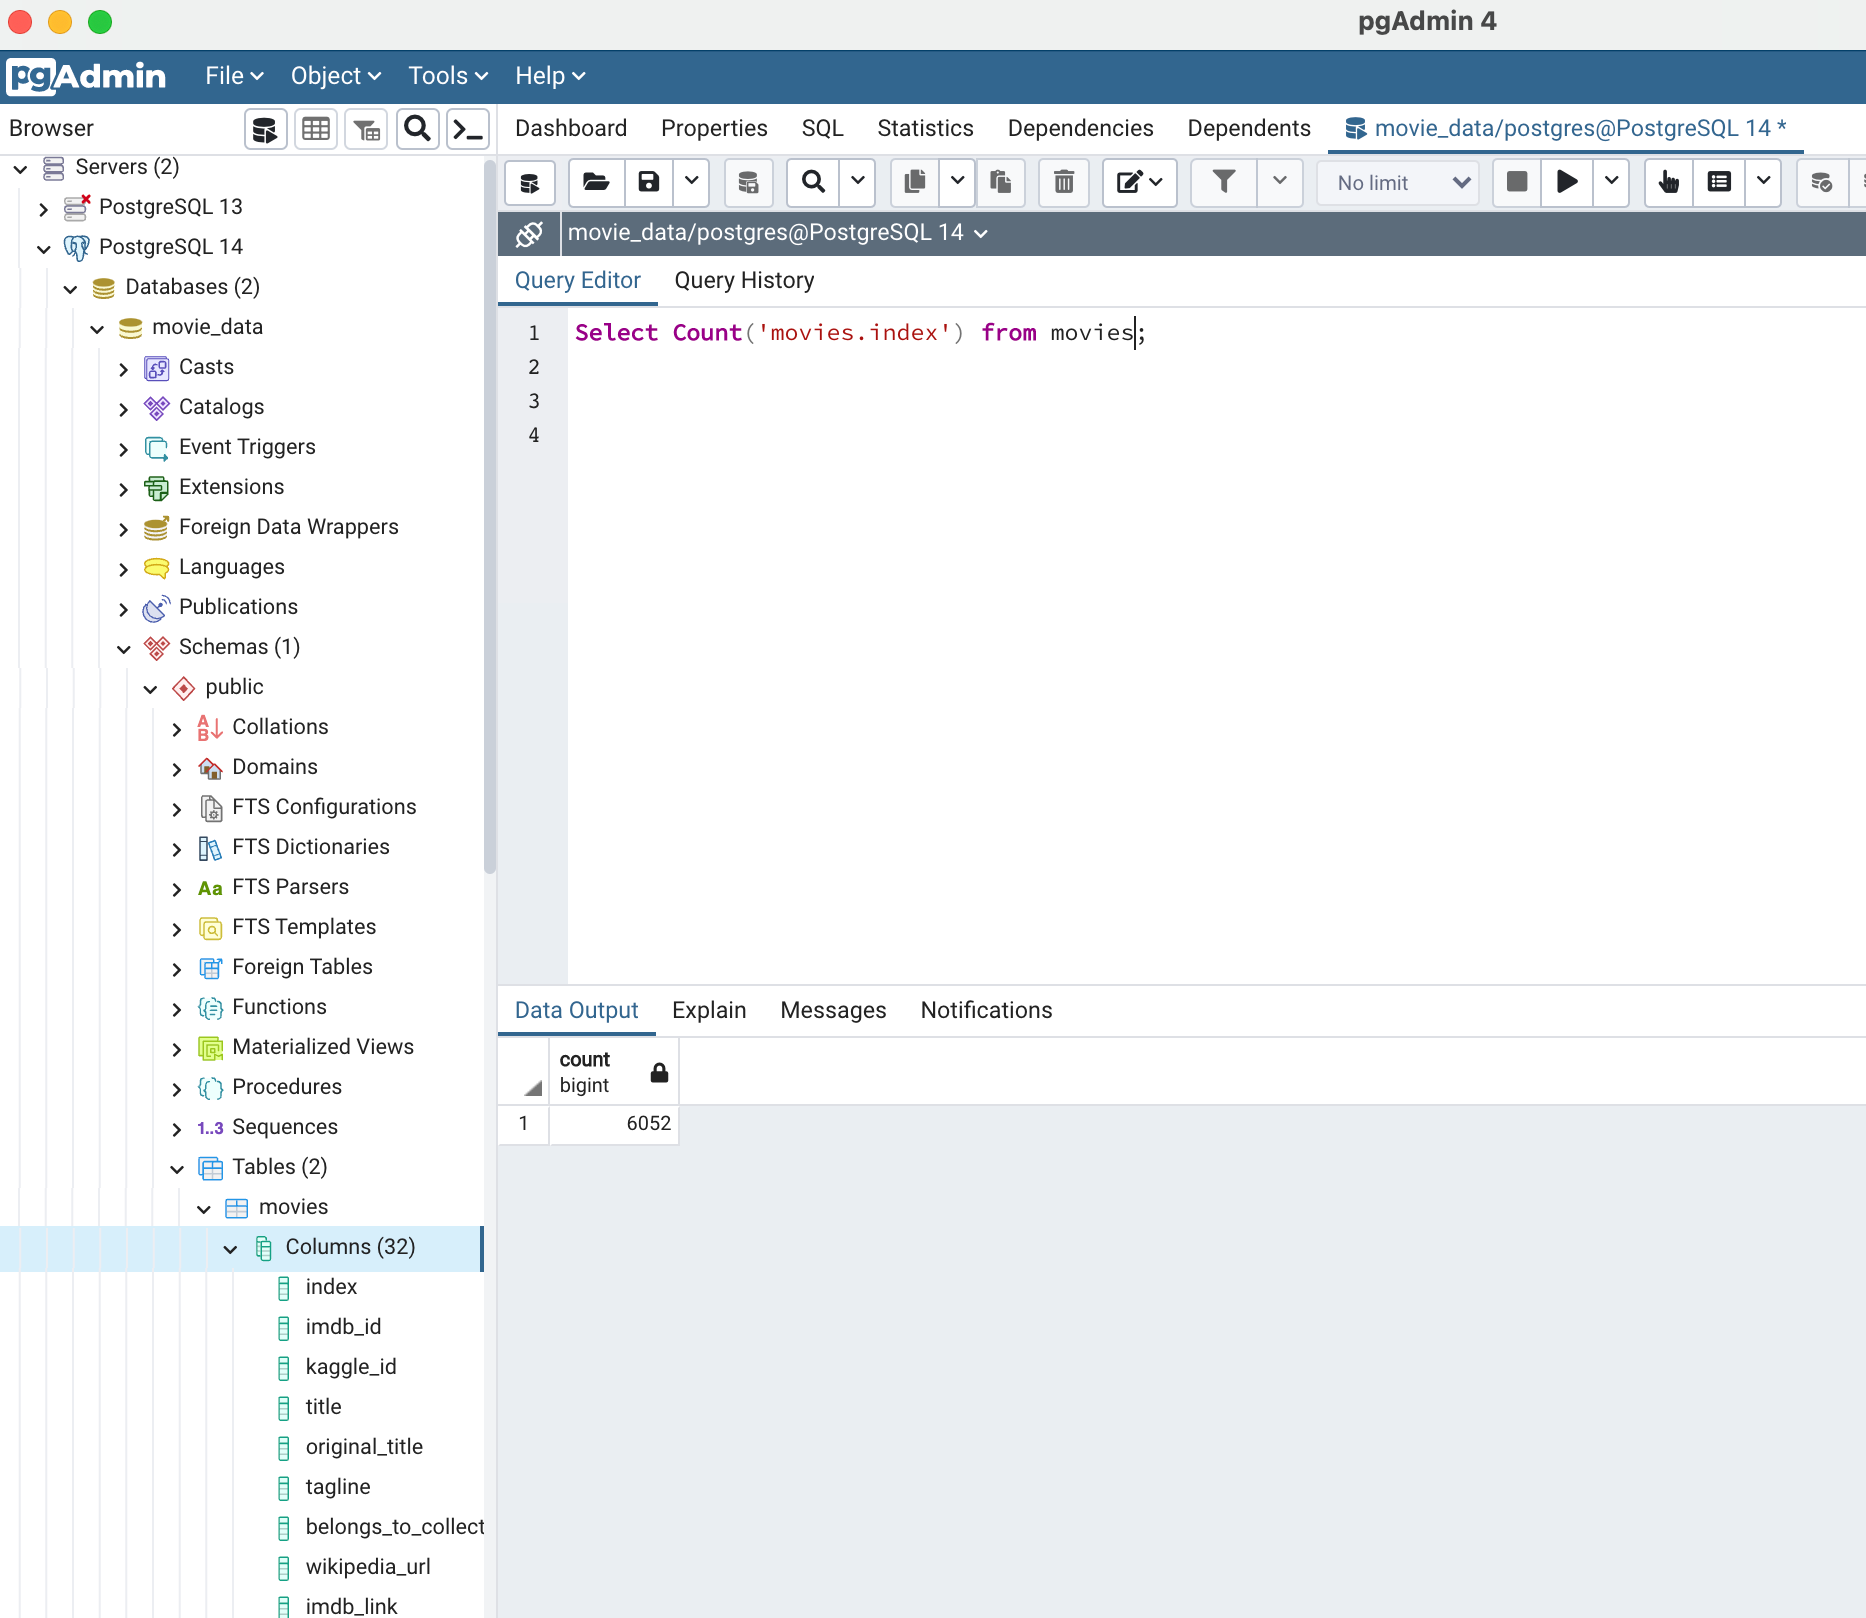 pgAdmin 4
pgAdmin File Object Tools Help
Browser
Dashboard Properties SQL Statistics Dependencies Dependents movie_data/postgres@PostgreSQL 14 *
No limit
movie_data/postgres@PostgreSQL 14
Query Editor Query History
1 Select Count('movies.index') from movies;
2
3
4
Servers (2)
PostgreSQL 13
PostgreSQL 14
Databases (2)
movie_data
Casts
Catalogs
Event Triggers
Extensions
Foreign Data Wrappers
Languages
Publications
Schemas (1)
public
Collations
Domains
FTS Configurations
FTS Dictionaries
Aa FTS Parsers
FTS Templates
Foreign Tables
Functions
Materialized Views
Procedures
1..3 Sequences
Tables (2)
movies
Columns (32)
index
imdb_id
kaggle_id
title
original_title
tagline
belongs_to_collect
wikipedia_url
imdb_link
Data Output Explain Messages Notifications
count
bigint
1 6052